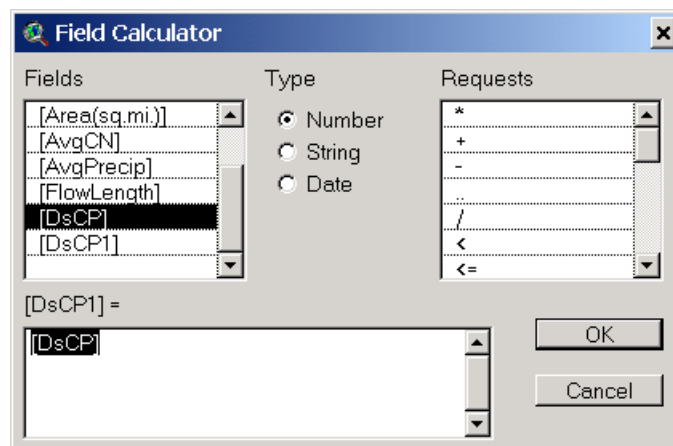 Field Calculator
Fields
Type
Requests
[Area(sq.mi.)]
[AvgCN]
[AvgPrecip]
[FlowLength]
[DsCP]
[DsCP1]
Number
String
Date
*
+
-
..
/
<
<=
[DsCP1] =
[DsCP]
OK
Cancel